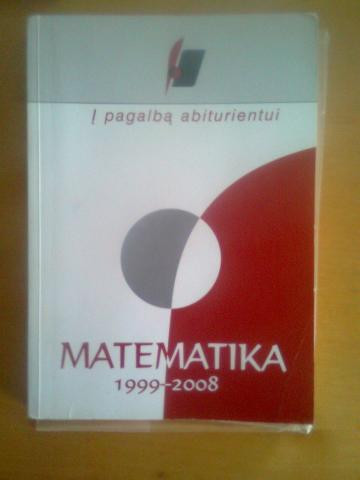 Į pagalbą abiturientui
MATEMATIKA
1999–2008